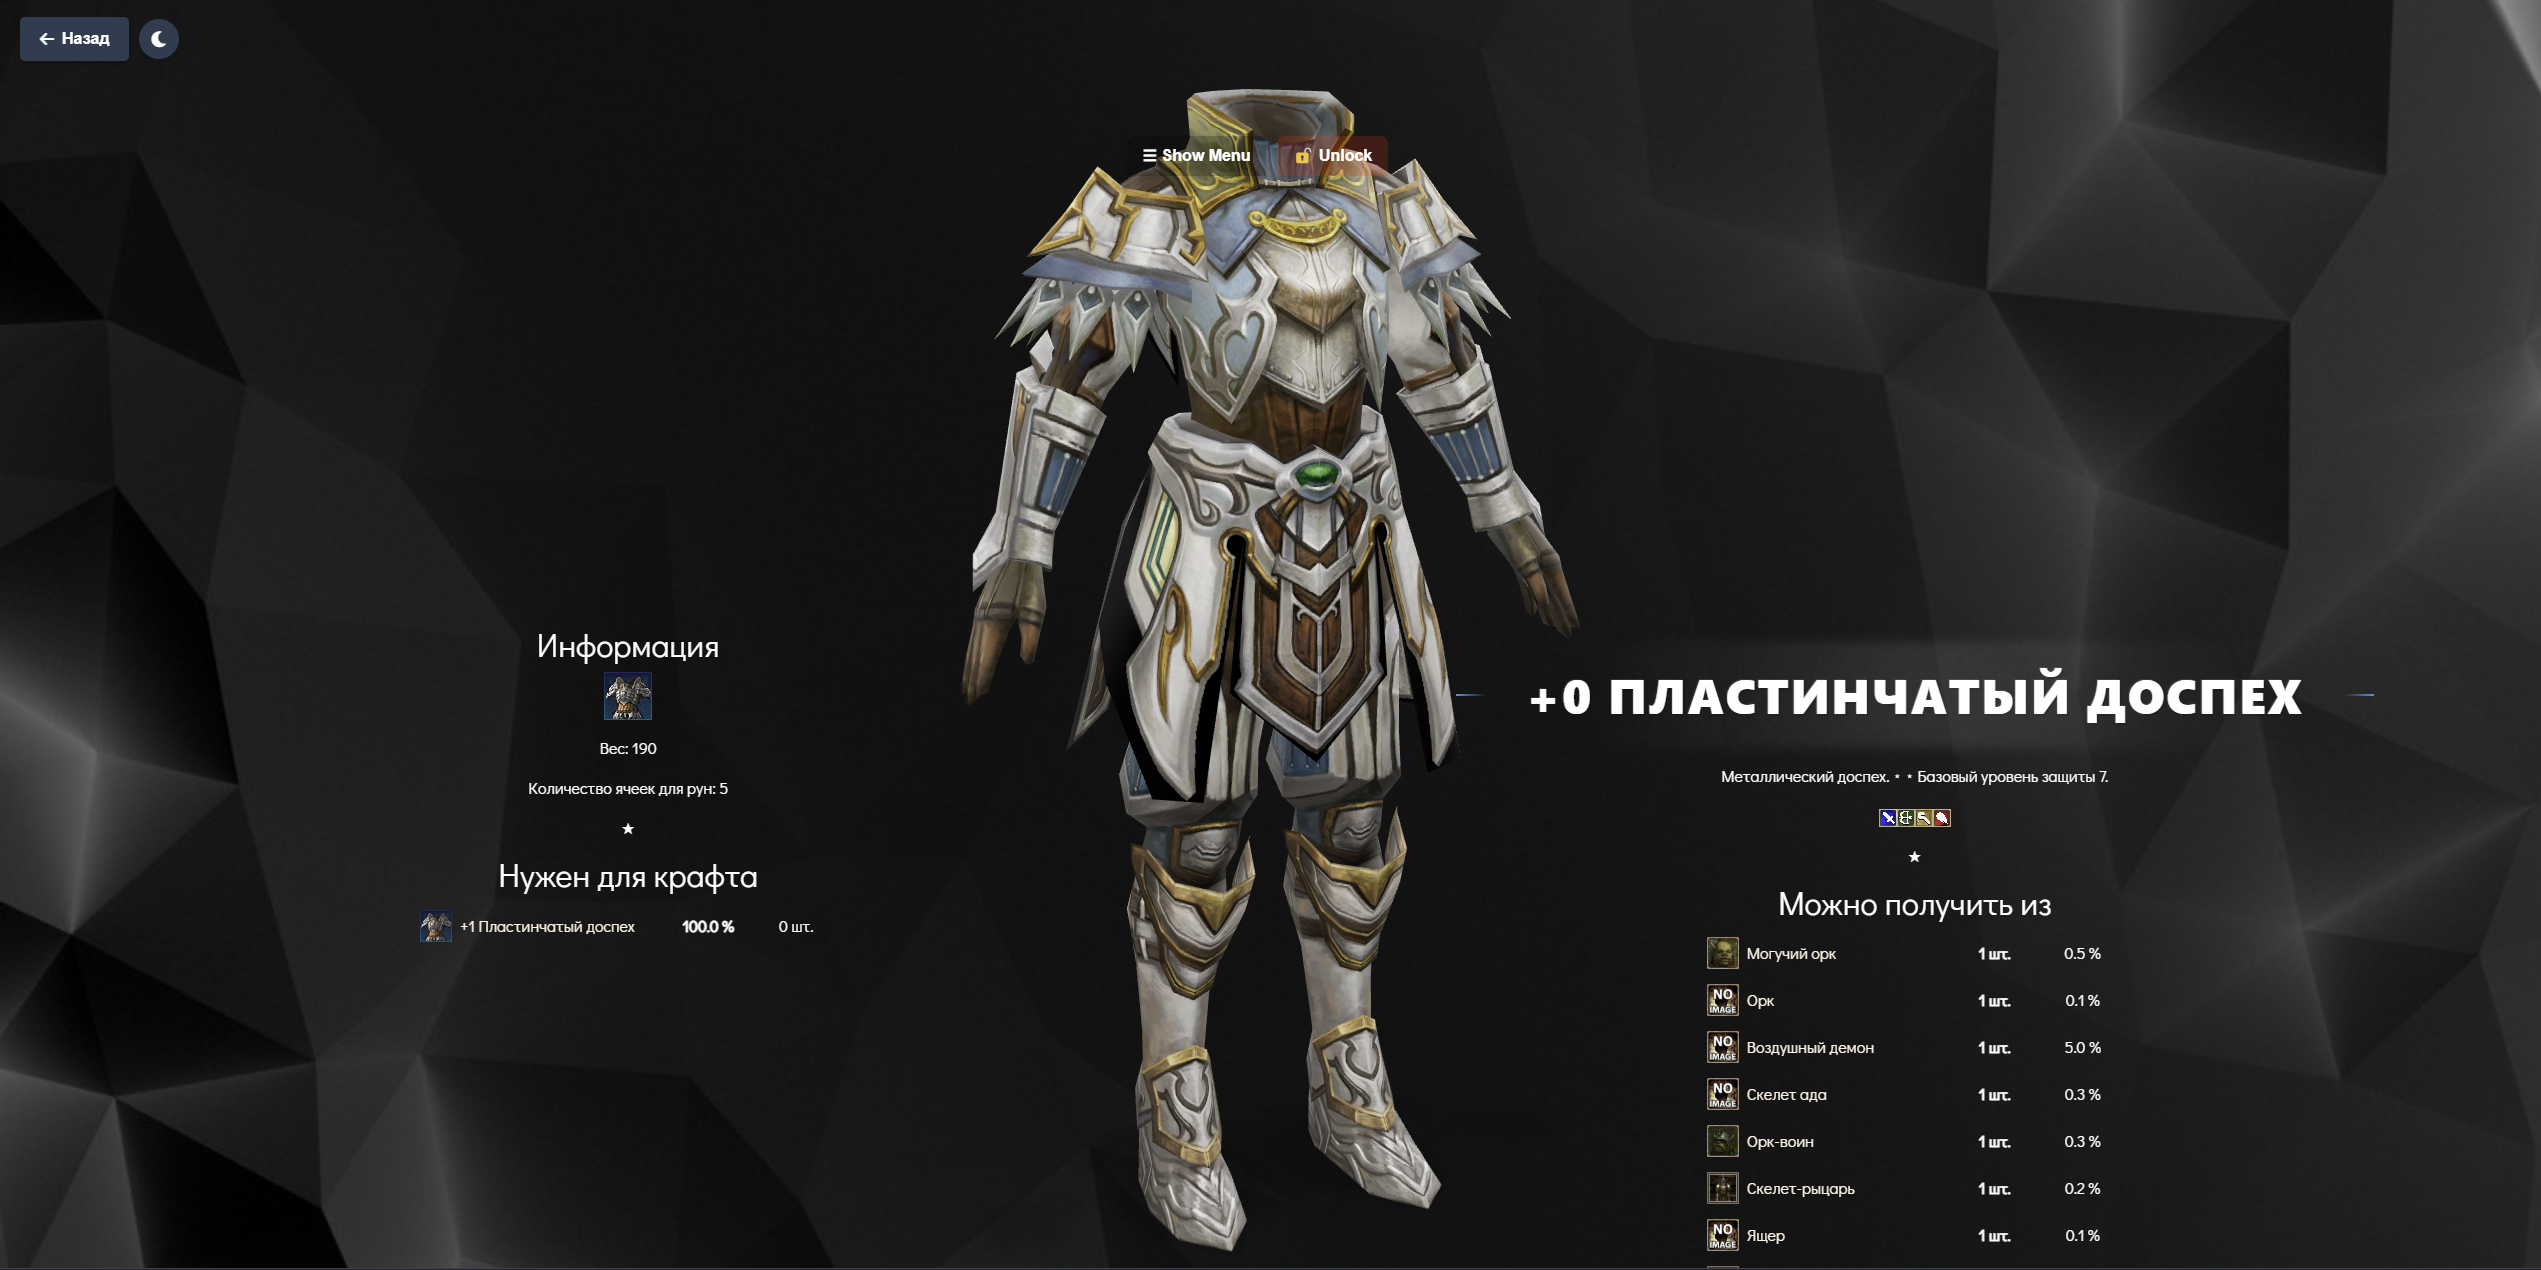 Назад
Show Menu
Unlock
Информация
Вес: 190
Количество ячеек для рун: 5
Нужен для крафта
+1 Пластинчатый доспех 100.0 % 0 шт.
+0 ПЛАСТИНЧАТЫЙ ДОСПЕХ
Металлический доспех. • • Базовый уровень защиты 7.
Можно получить из
Могучий орк 1 шт. 0.5 %
NO IMAGE Орк 1 шт. 0.1 %
NO IMAGE Воздушный демон 1 шт. 5.0 %
NO IMAGE Скелет ада 1 шт. 0.3 %
Орк-воин 1 шт. 0.3 %
Скелет-рыцарь 1 шт. 0.2 %
NO IMAGE Ящер 1 шт. 0.1 %